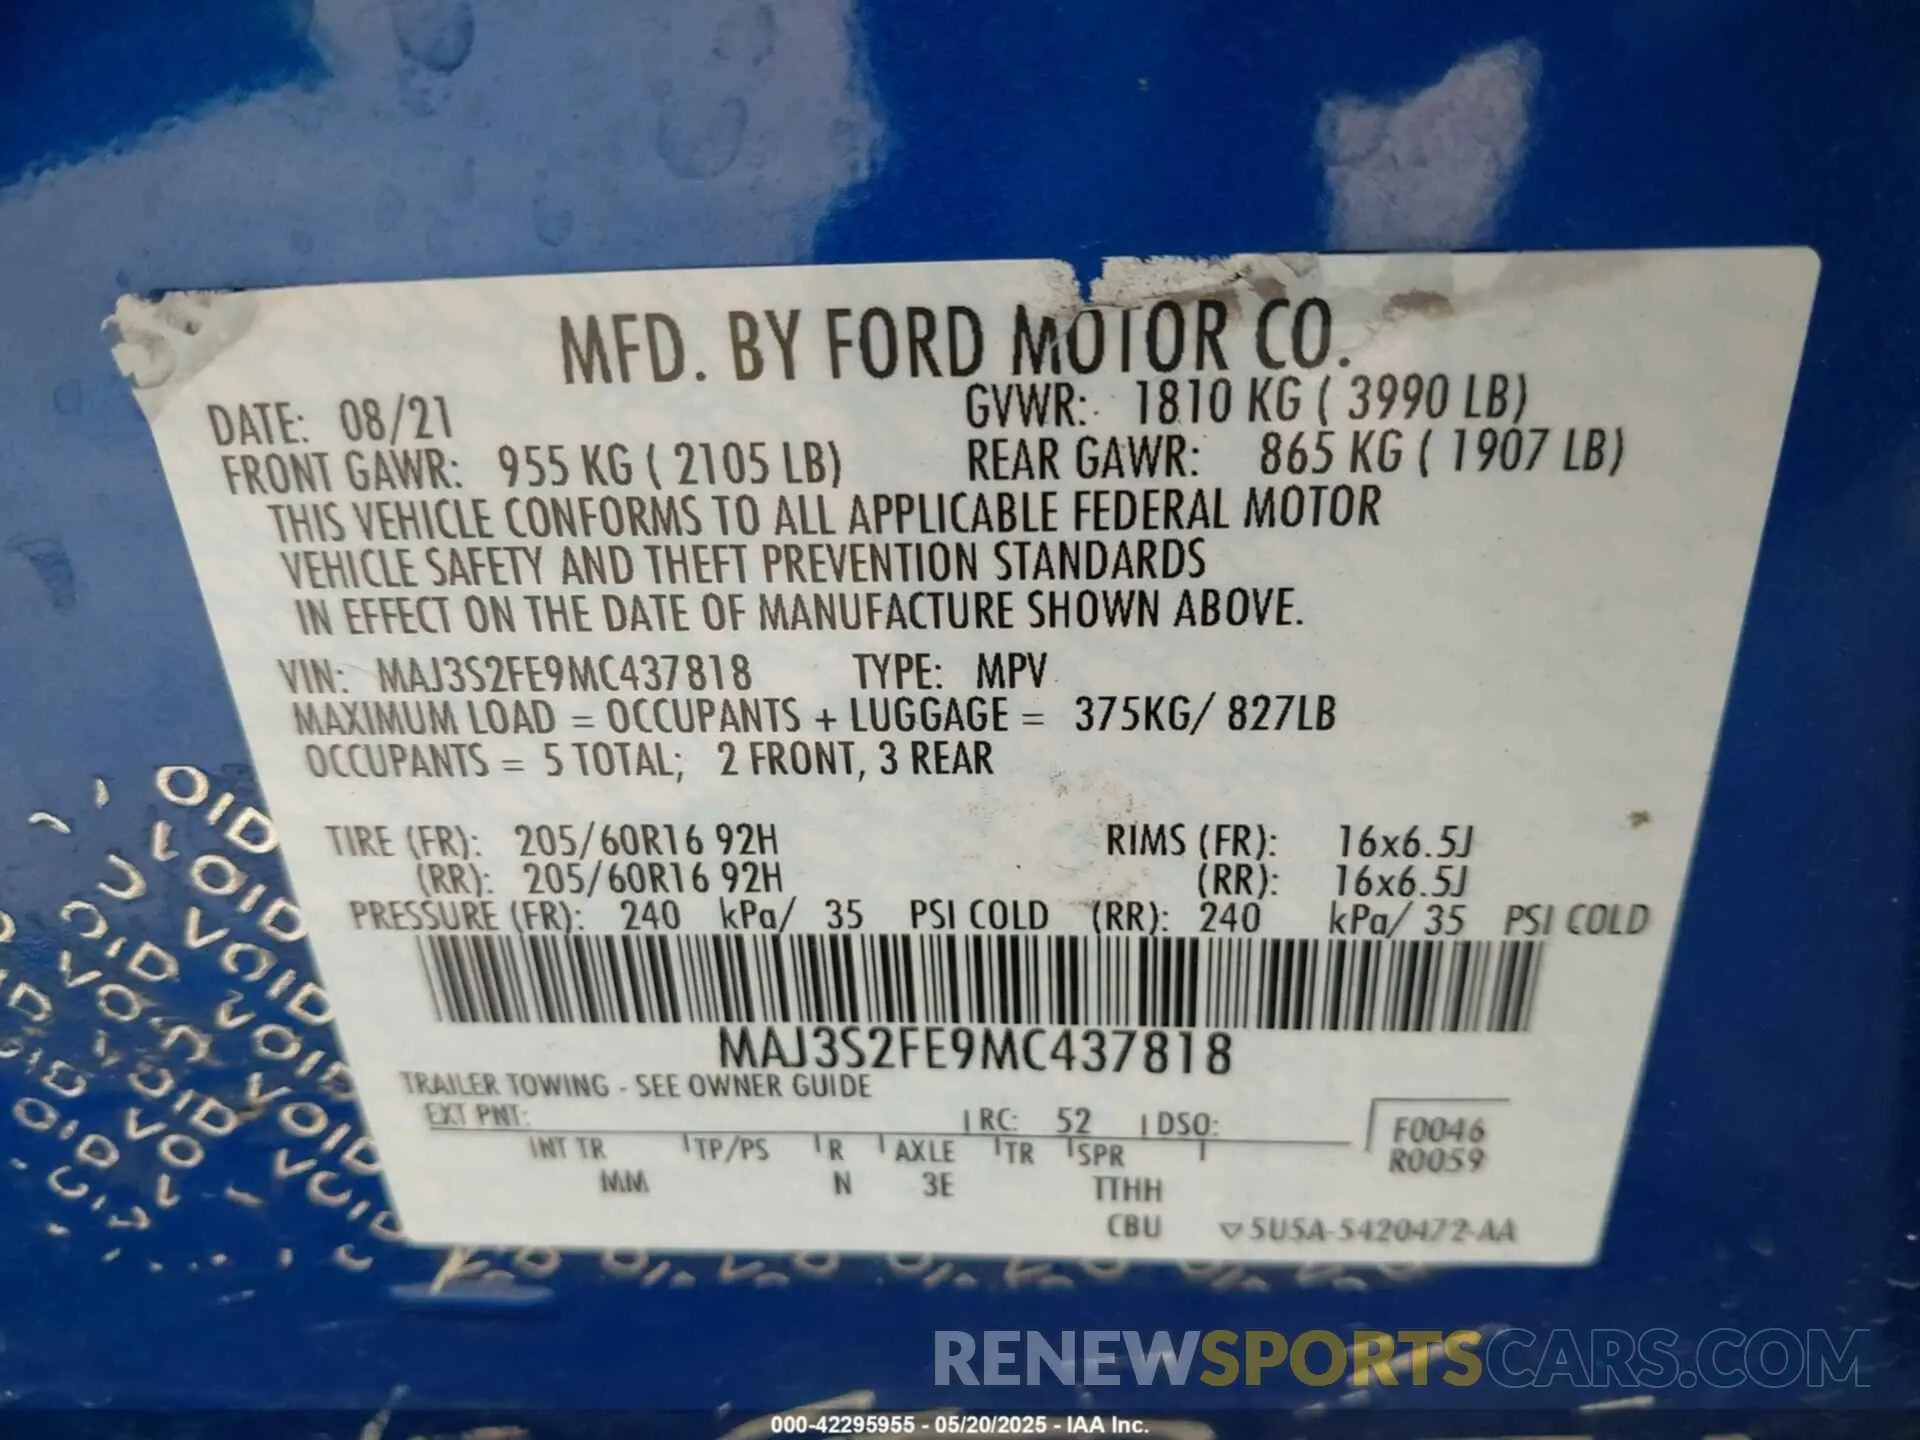 MFD. BY FORD MOTOR CO.
DATE: 08/21 GVWR: 1810 KG ( 3990 LB)
FRONT GAWR: 955 KG ( 2105 LB) REAR GAWR: 865 KG ( 1907 LB)
THIS VEHICLE CONFORMS TO ALL APPLICABLE FEDERAL MOTOR
VEHICLE SAFETY AND THEFT PREVENTION STANDARDS
IN EFFECT ON THE DATE OF MANUFACTURE SHOWN ABOVE.
VIN: MAJ3S2FE9MC437818 TYPE: MPV
MAXIMUM LOAD = OCCUPANTS + LUGGAGE = 375KG/ 827LB
OCCUPANTS = 5 TOTAL; 2 FRONT, 3 REAR
TIRE (FR): 205/60R16 92H RIMS (FR): 16x6.5J
(RR): 205/60R16 92H (RR): 16x6.5J
PRESSURE (FR): 240 kPa/ 35 PSI COLD (RR): 240 kPa/ 35 PSI COLD
MAJ3S2FE9MC437818
TRAILER TOWING - SEE OWNER GUIDE
EXT PNT: RC: 52 DSO: F0046
R0059
INT TR TP/PS R AXLE TR SPR
MM N 3E TTHH
CBU 5U5A-5420472-AA
VOID VOID VOID
RENEWSPORTSCARS.COM
000-42295955 - 05/20/2025 - IAA Inc.